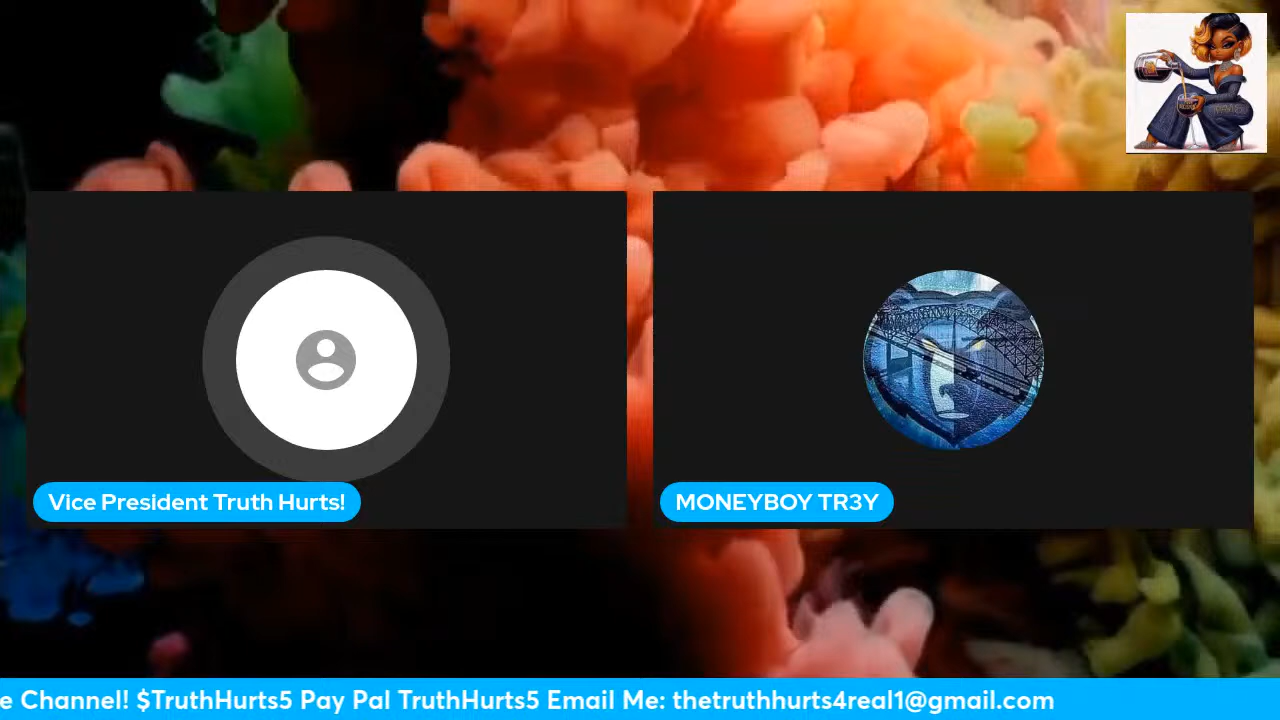 Vice President Truth Hurts!
MONEYBOY TR3Y
e Channel! $TruthHurts5 Pay Pal TruthHurts5 Email Me: thetruthhurts4real1@gmail.com